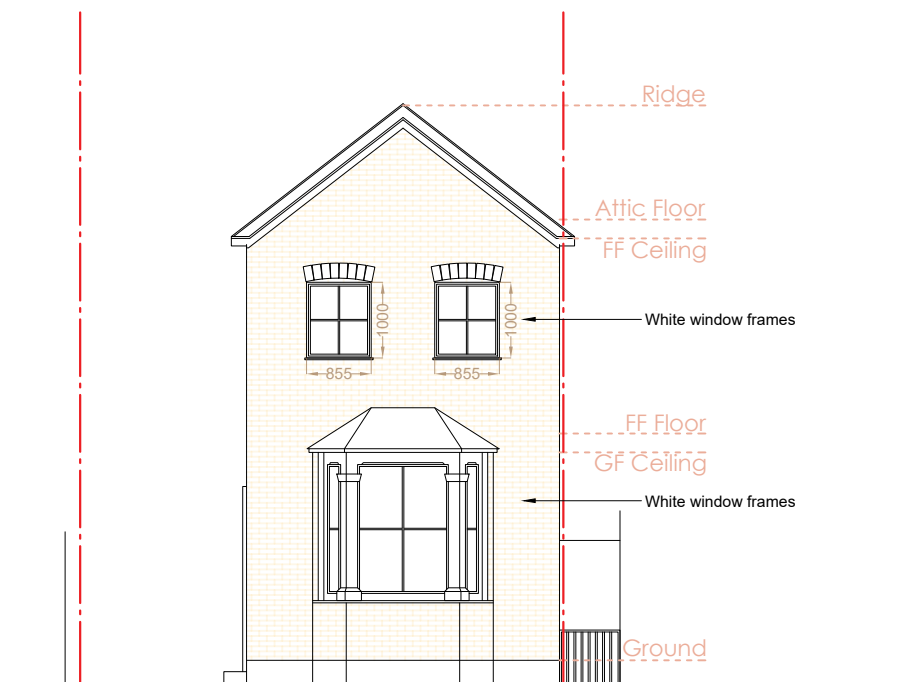 Ridge
Attic Floor
FF Ceiling
1000
1000
White window frames
855
855
FF Floor
GF Ceiling
White window frames
Ground